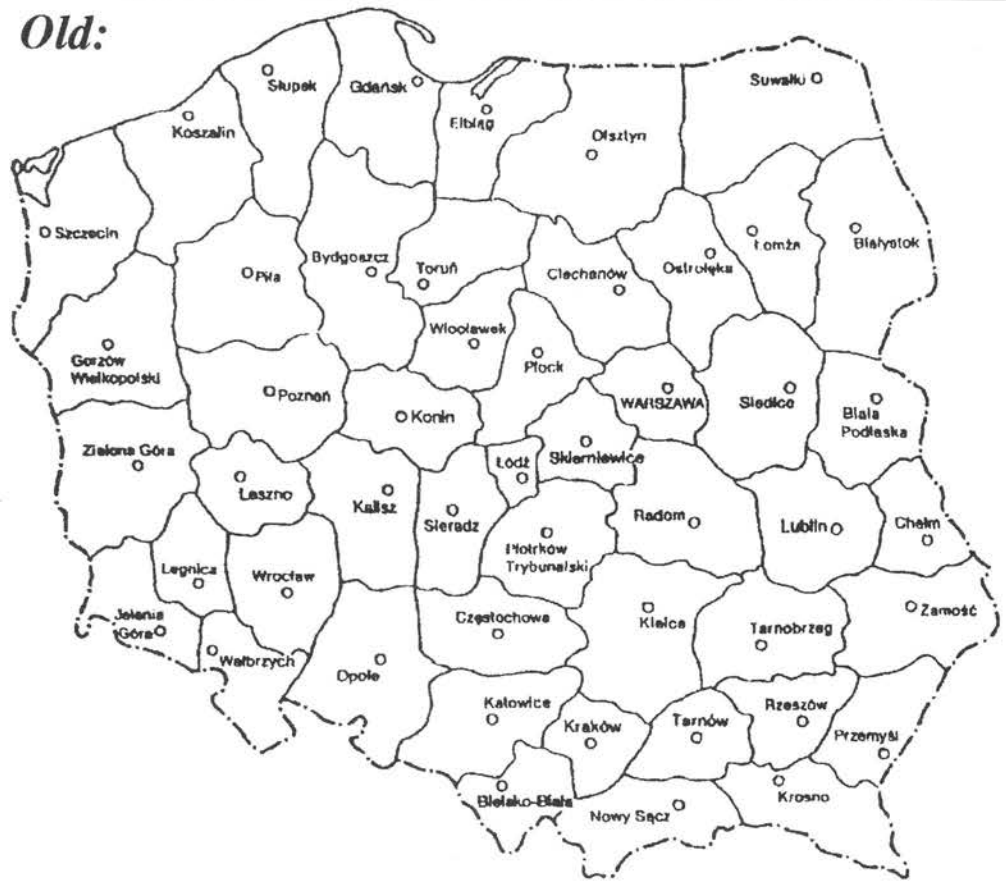 Old:
Słupsk
Gdańsk
Suwałki
Koszalin
Elbląg
Olsztyn
Szczecin
Bydgoszcz
Toruń
Piła
Ciechanów
Ostrołęka
Łomża
Białystok
Włocławek
Gorzów
Wielkopolski
Płock
Poznań
Konin
WARSZAWA
Siedlce
Biała
Podlaska
Zielona Góra
Leszno
Kalisz
Sieradz
Łódź
Skierniewice
Radom
Lublin
Chełm
Legnica
Wrocław
Piotrków
Trybunalski
Jelenia
Góra
Wałbrzych
Opole
Częstochowa
Kielce
Tarnobrzeg
Zamość
Katowice
Kraków
Tarnów
Rzeszów
Przemyśl
Bielsko-Biała
Nowy Sącz
Krosno